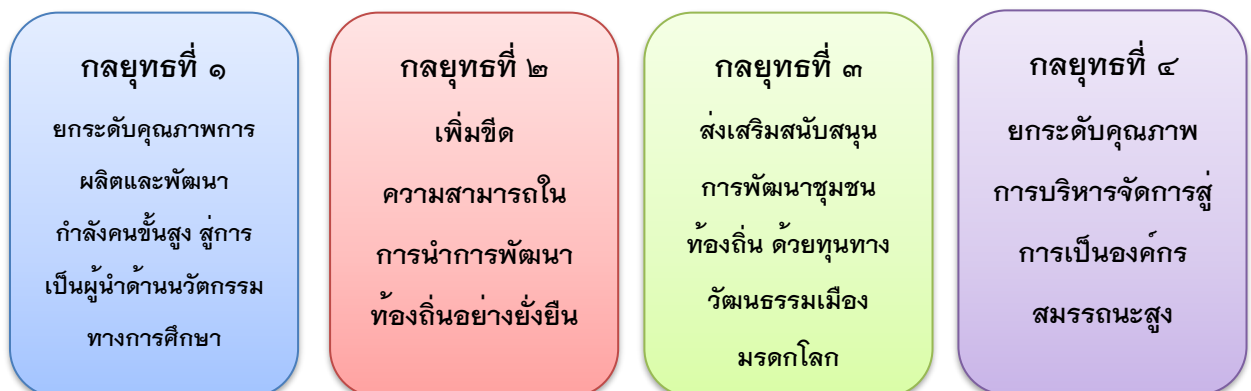 กลยุทธที่ ๑
ยกระดับคุณภาพการ
ผลิตและพัฒนา
กำลังคนขั้นสูง สู่การ
เป็นผู้นำด้านนวัตกรรม
ทางการศึกษา
กลยุทธที่ ๒
เพิ่มขีด
ความสามารถใน
การนำการพัฒนา
ท้องถิ่นอย่างยั่งยืน
กลยุทธที่ ๓
ส่งเสริมสนับสนุน
การพัฒนาชุมชน
ท้องถิ่น ด้วยทุนทาง
วัฒนธรรมเมือง
มรดกโลก
กลยุทธที่ ๔
ยกระดับคุณภาพ
การบริหารจัดการสู่
การเป็นองค์กร
สมรรถนะสูง